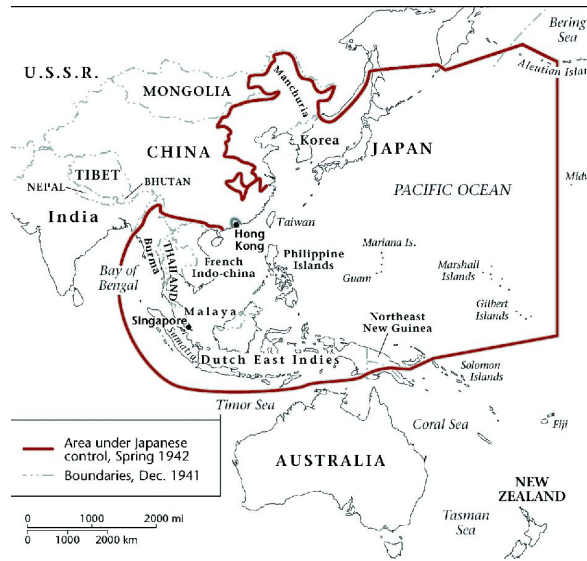 Bering
Sea
Aleutian Islan
U.S.S.R.
MONGOLIA
Manchuria
Korea
JAPAN
CHINA
TIBET
NEPAL
BHUTAN
India
PACIFIC OCEAN
Midw
Taiwan
Hong
Kong
Burma
THAILAND
French
Indo-china
Philippine
Islands
Mariana Is.
Guam
Marshall
Islands
Gilbert
Islands
Bay of
Bengal
Malaya
Singapore
Sumatra
Northeast
New Guinea
Dutch East Indies
Solomon
Islands
Timor Sea
Coral Sea
Fiji
Area under Japanese
control, Spring 1942
Boundaries, Dec. 1941
AUSTRALIA
NEW
ZEALAND
Tasman
Sea
0 1000 2000 mi
0 1000 2000 km